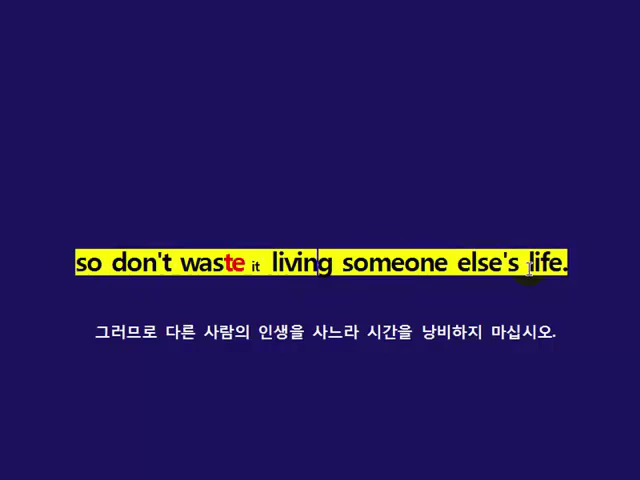 so don't waste it living someone else's life.
그러므로 다른 사람의 인생을 사느라 시간을 낭비하지 마십시오.